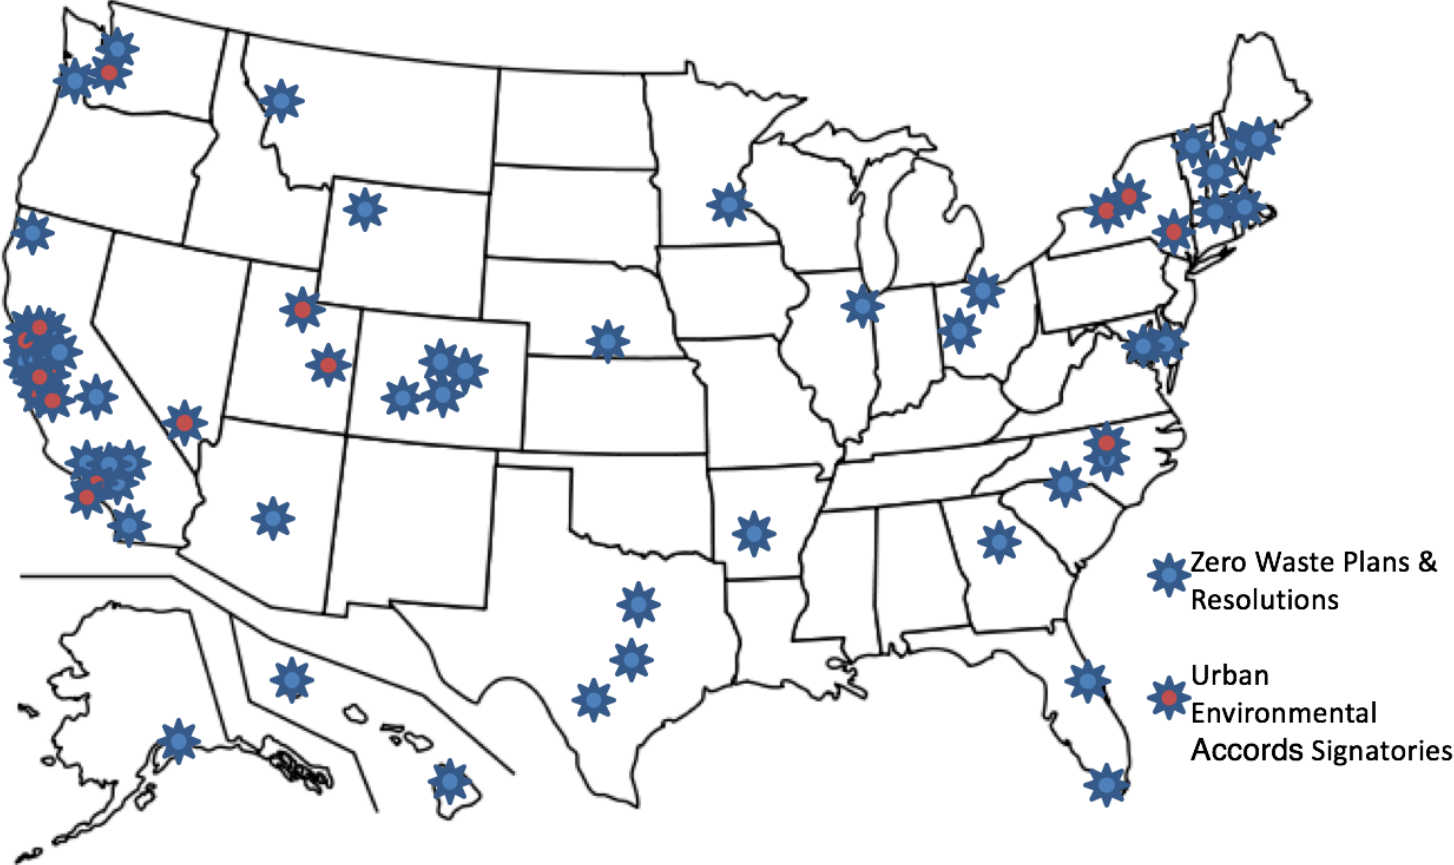 Zero Waste Plans &
Resolutions
Urban
Environmental
Accords Signatories